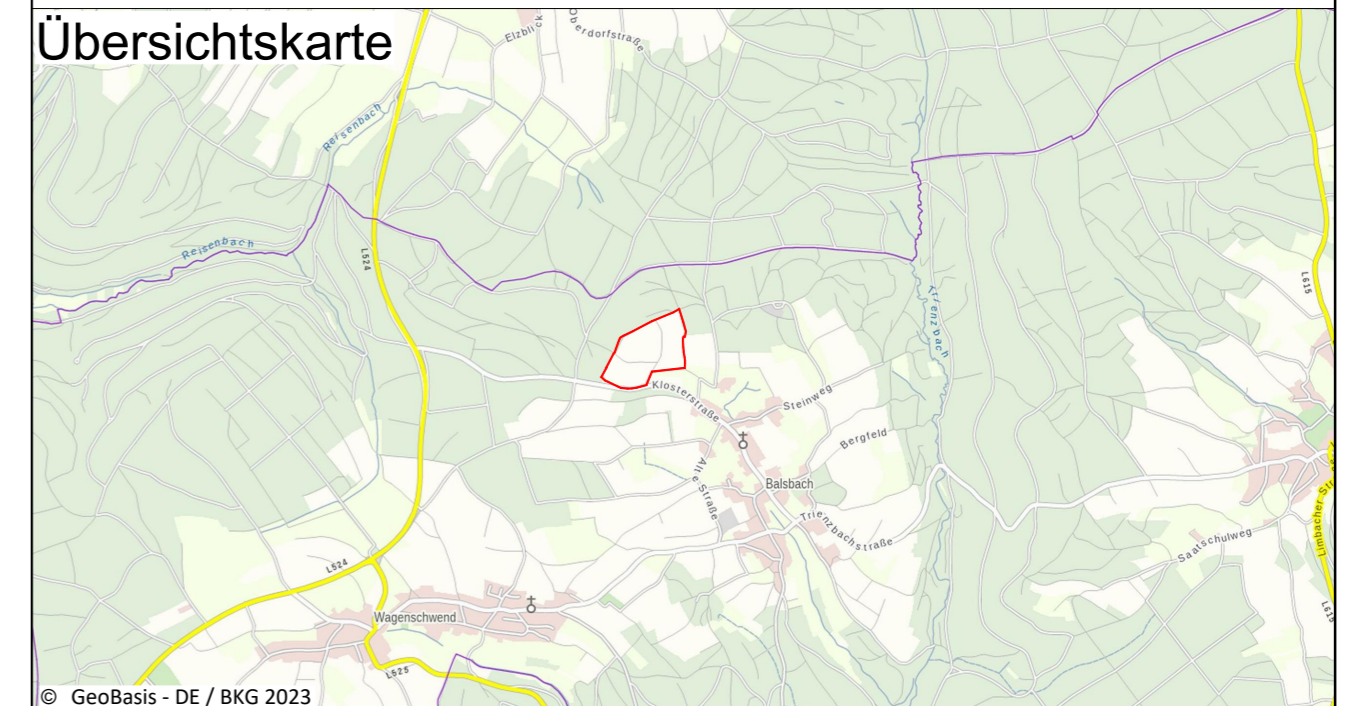 Übersichtskarte
Elzblick
Oberdorfstraße
Reisenbach
Reisenbach
L524
L615
Trienzbach
Klosterstraße
Steinweg
Bergfeld
Alte Straße
Balsbach
Trienzbachstraße
Limbacher Str
Saatschulweg
L524
L615
Wagenschwend
L525
© GeoBasis - DE / BKG 2023